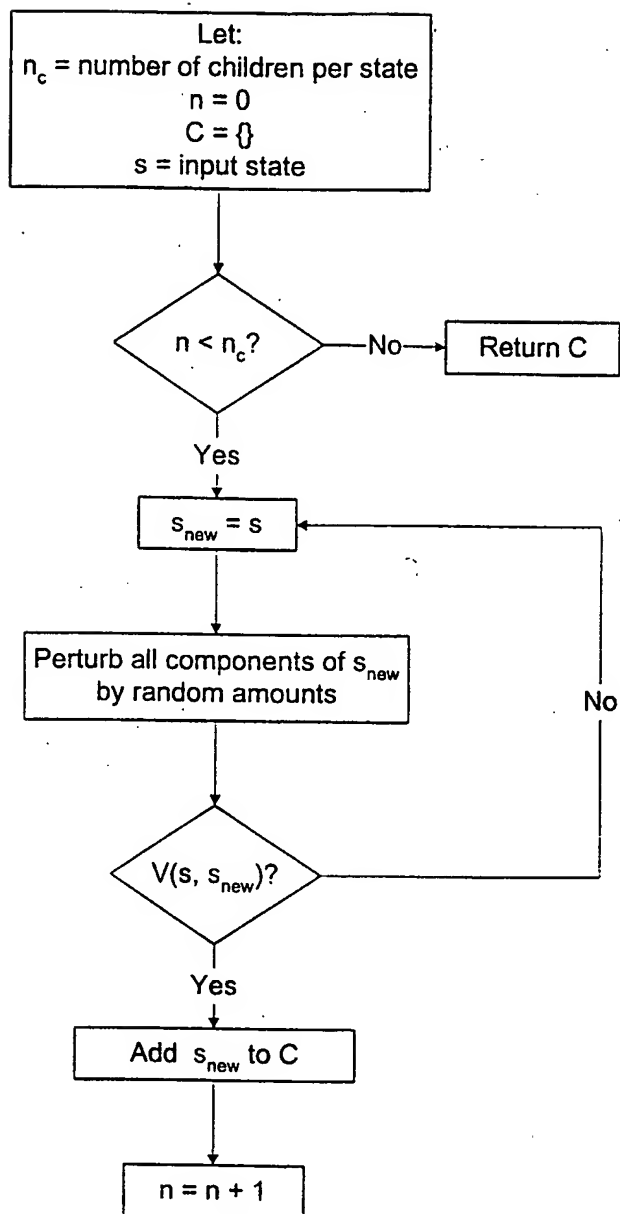 Let:
n_c = number of children per state
n = 0
C = {}
s = input state
n < n_c?
No
Return C
Yes
s_new = s
Perturb all components of s_new
by random amounts
No
V(s, s_new)?
Yes
Add s_new to C
n = n + 1